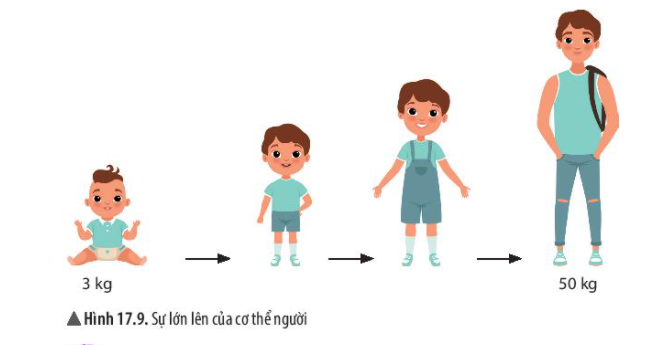 3 kg
50 kg
▲ Hình 17.9. Sự lớn lên của cơ thể người